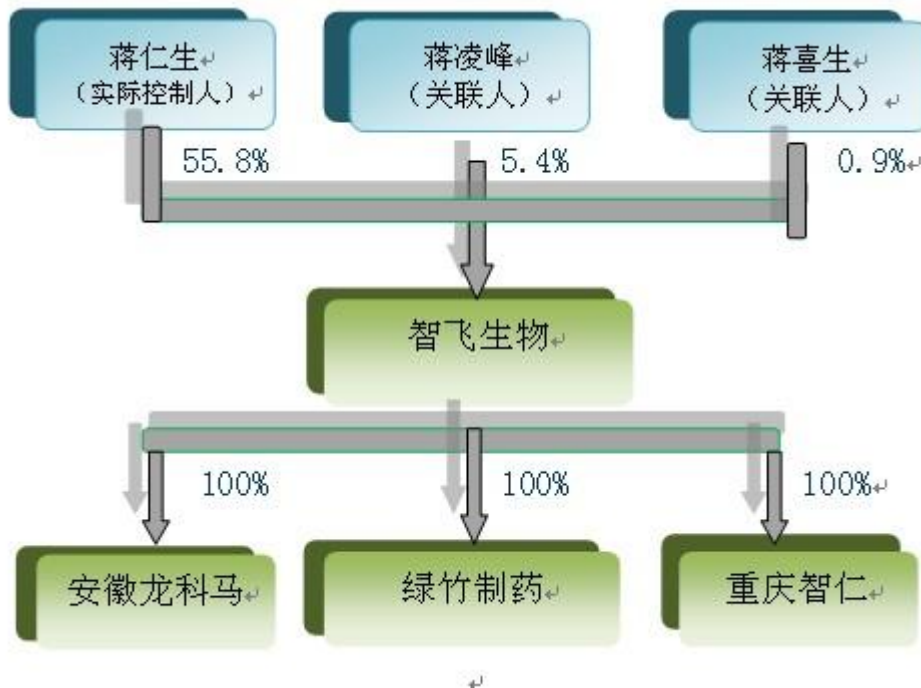 蒋仁生
（实际控制人）
蒋凌峰
（关联人）
蒋喜生
（关联人）
55.8%
5.4%
0.9%
智飞生物
100%
100%
100%
安徽龙科马
绿竹制药
重庆智仁